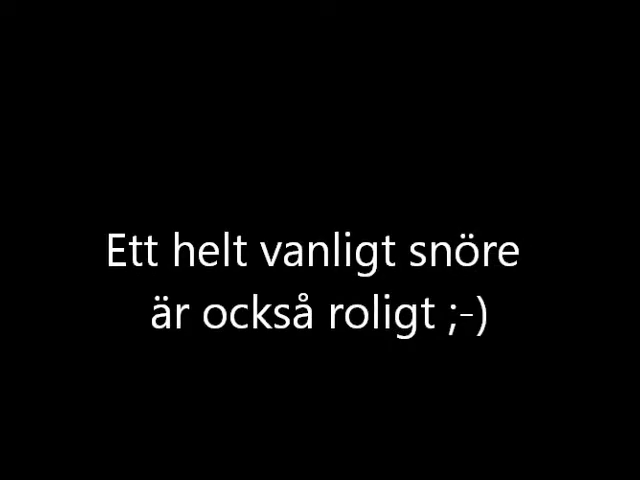 Ett helt vanligt snöre
är också roligt ;-)